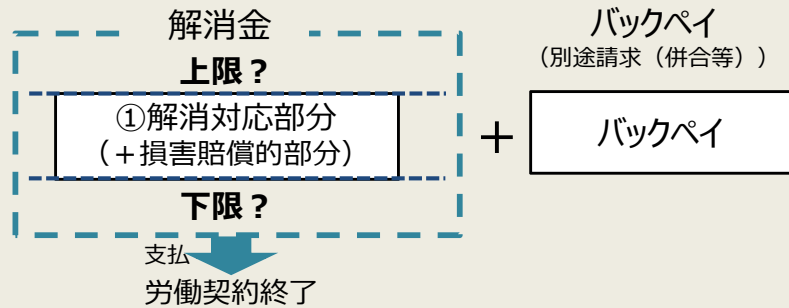 解消金
上限？
①解消対応部分
（＋損害賠償的部分）
下限？
支払
労働契約終了
＋
バックペイ
（別途請求（併合等））
バックペイ